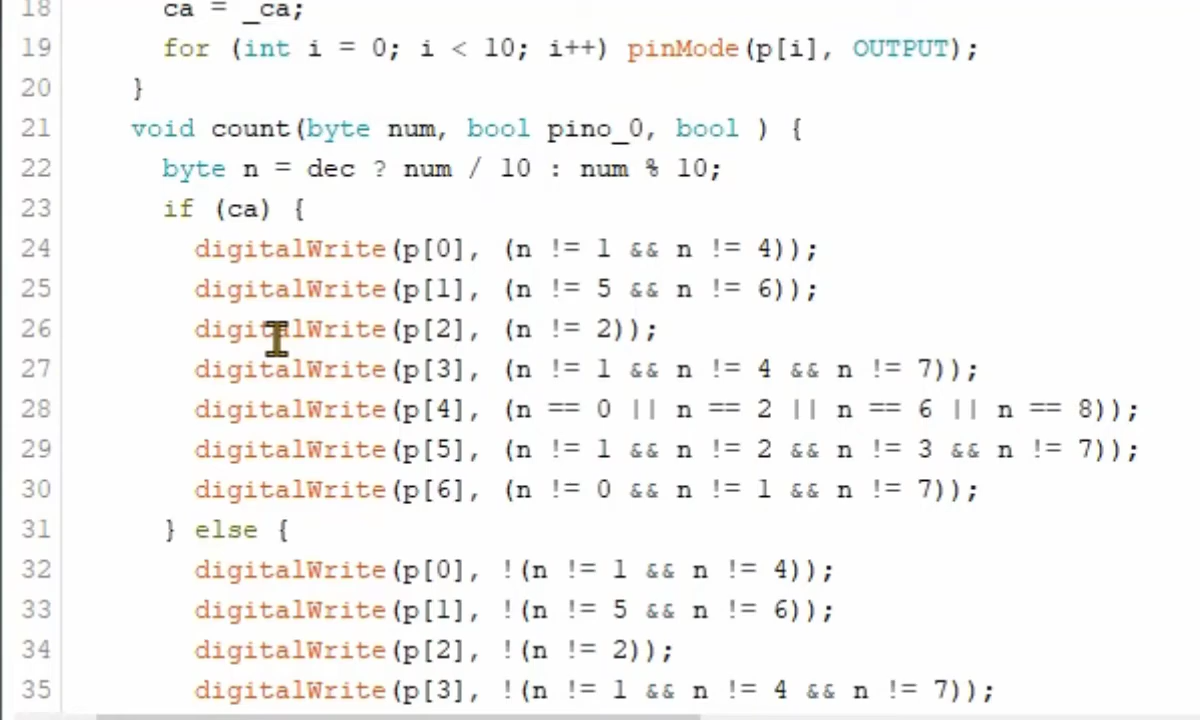 18 ca = _ca;
19 for (int i = 0; i < 10; i++) pinMode(p[i], OUTPUT);
20 }
21 void count(byte num, bool pino_0, bool ) {
22 byte n = dec ? num / 10 : num % 10;
23 if (ca) {
24 digitalWrite(p[0], (n != 1 && n != 4));
25 digitalWrite(p[1], (n != 5 && n != 6));
26 digitalWrite(p[2], (n != 2));
27 digitalWrite(p[3], (n != 1 && n != 4 && n != 7));
28 digitalWrite(p[4], (n == 0 || n == 2 || n == 6 || n == 8));
29 digitalWrite(p[5], (n != 1 && n != 2 && n != 3 && n != 7));
30 digitalWrite(p[6], (n != 0 && n != 1 && n != 7));
31 } else {
32 digitalWrite(p[0], !(n != 1 && n != 4));
33 digitalWrite(p[1], !(n != 5 && n != 6));
34 digitalWrite(p[2], !(n != 2));
35 digitalWrite(p[3], !(n != 1 && n != 4 && n != 7));